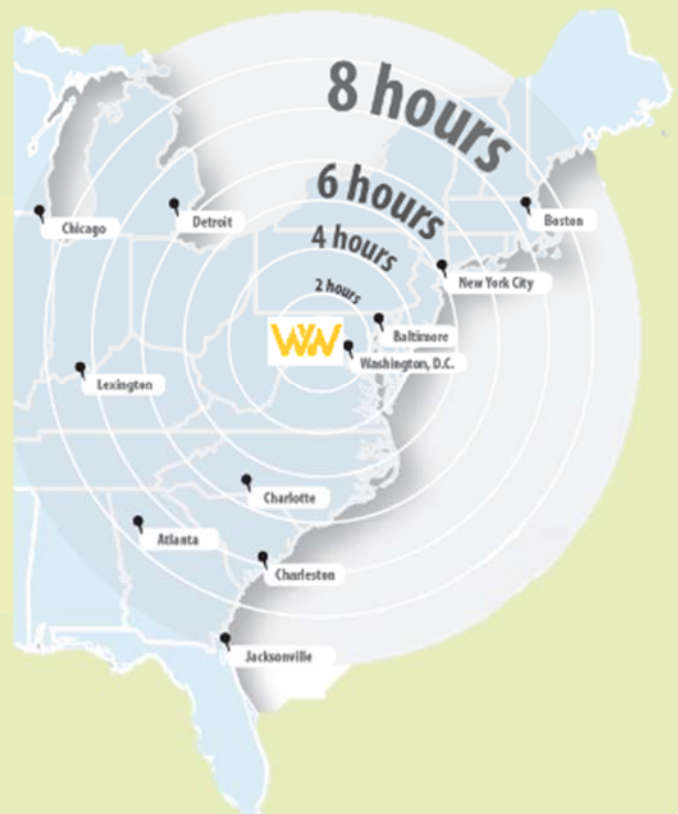 8 hours
6 hours
4 hours
2 hours
Chicago
Detroit
Boston
New York City
Baltimore
Washington, D.C.
Lexington
Charlotte
Atlanta
Charleston
Jacksonville